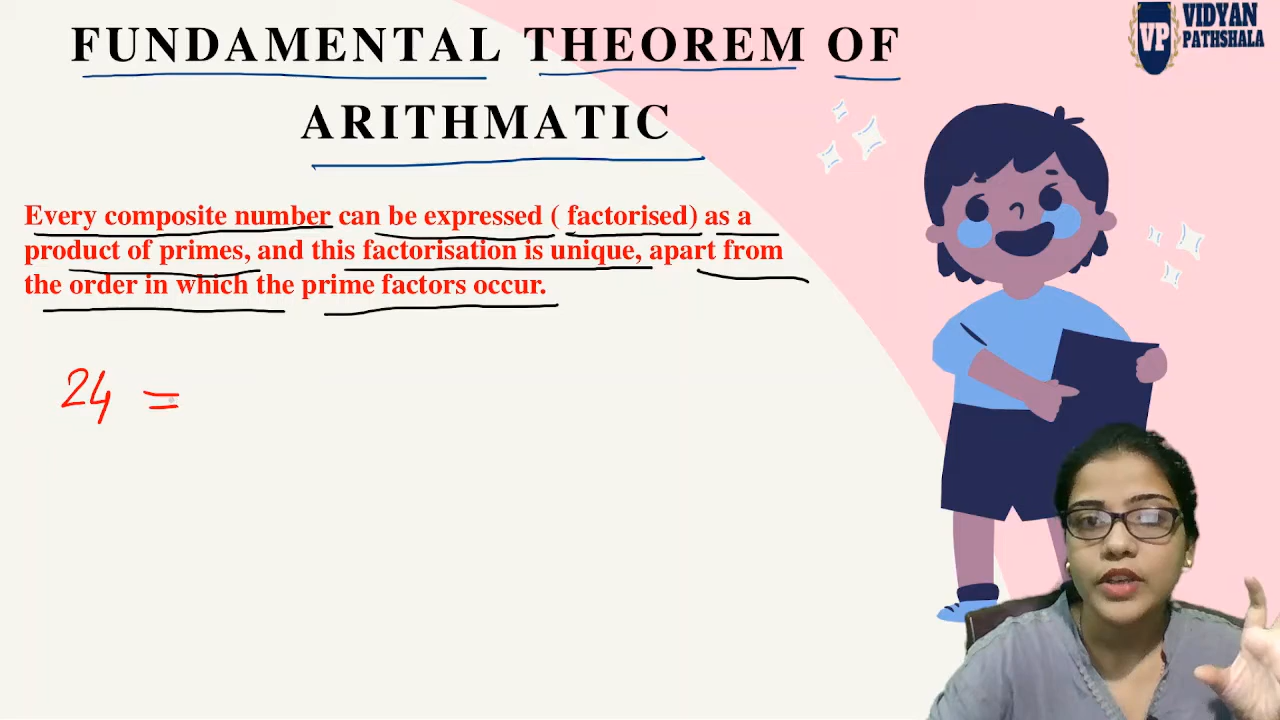 FUNDAMENTAL THEOREM OF
ARITHMATIC
VIDYAN
PATHSHALA
VP
Every composite number can be expressed ( factorised) as a
product of primes, and this factorisation is unique, apart from
the order in which the prime factors occur.
24 =